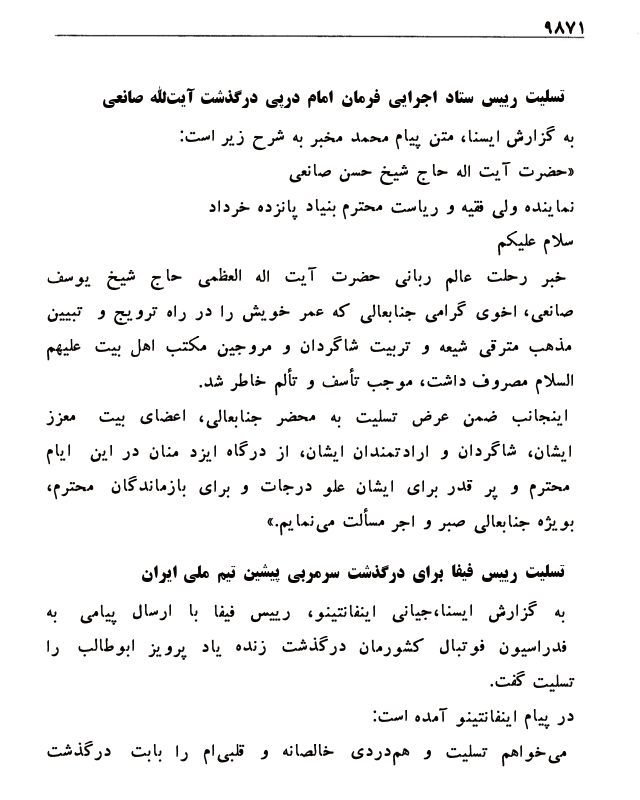 ۹۸۷۱
تسلیت رییس ستاد اجرایی فرمان امام درپی درگذشت آیت‌الله صانعی
به گزارش ایسنا، متن پیام محمد مخبر به شرح زیر است:
«حضرت آیت اله حاج شیخ حسن صانعی
نماینده ولی فقیه و ریاست محترم بنیاد پانزده خرداد
سلام علیکم
خبر رحلت عالم ربانی حضرت آیت اله العظمی حاج شیخ یوسف
صانعی، اخوی گرامی جنابعالی که عمر خویش را در راه ترویج و تبیین
مذهب مترقی شیعه و تربیت شاگردان و مروجین مکتب اهل بیت علیهم
السلام مصروف داشت، موجب تأسف و تألم خاطر شد.
اینجانب ضمن عرض تسلیت به محضر جنابعالی، اعضای بیت معزز
ایشان، شاگردان و ارادتمندان ایشان، از درگاه ایزد منان در این ایام
محترم و پر قدر برای ایشان علو درجات و برای بازماندگان محترم،
بویژه جنابعالی صبر و اجر مسألت می‌نمایم.»
تسلیت رییس فیفا برای درگذشت سرمربی پیشین تیم ملی ایران
به گزارش ایسنا،جیانی اینفانتینو، رییس فیفا با ارسال پیامی به
فدراسیون فوتبال کشورمان درگذشت زنده یاد پرویز ابوطالب را
تسلیت گفت.
در پیام اینفانتینو آمده است:
می‌خواهم تسلیت و هم‌دردی خالصانه و قلبی‌ام را بابت درگذشت